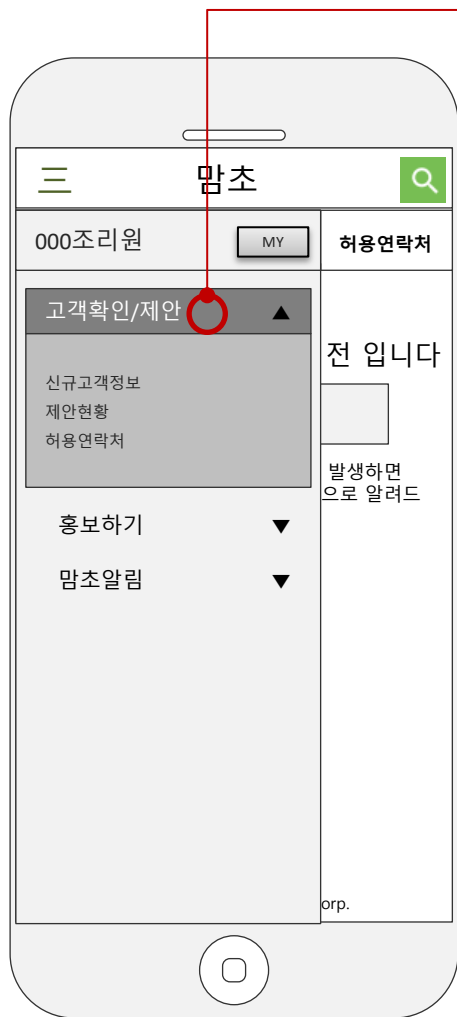 三 맘초
000조리원 MY 허용연락처
고객확인/제안 ▲
전 입니다
신규고객정보
제안현황
허용연락처
발생하면
으로 알려드
홍보하기 ▼
맘초알림 ▼
orp.